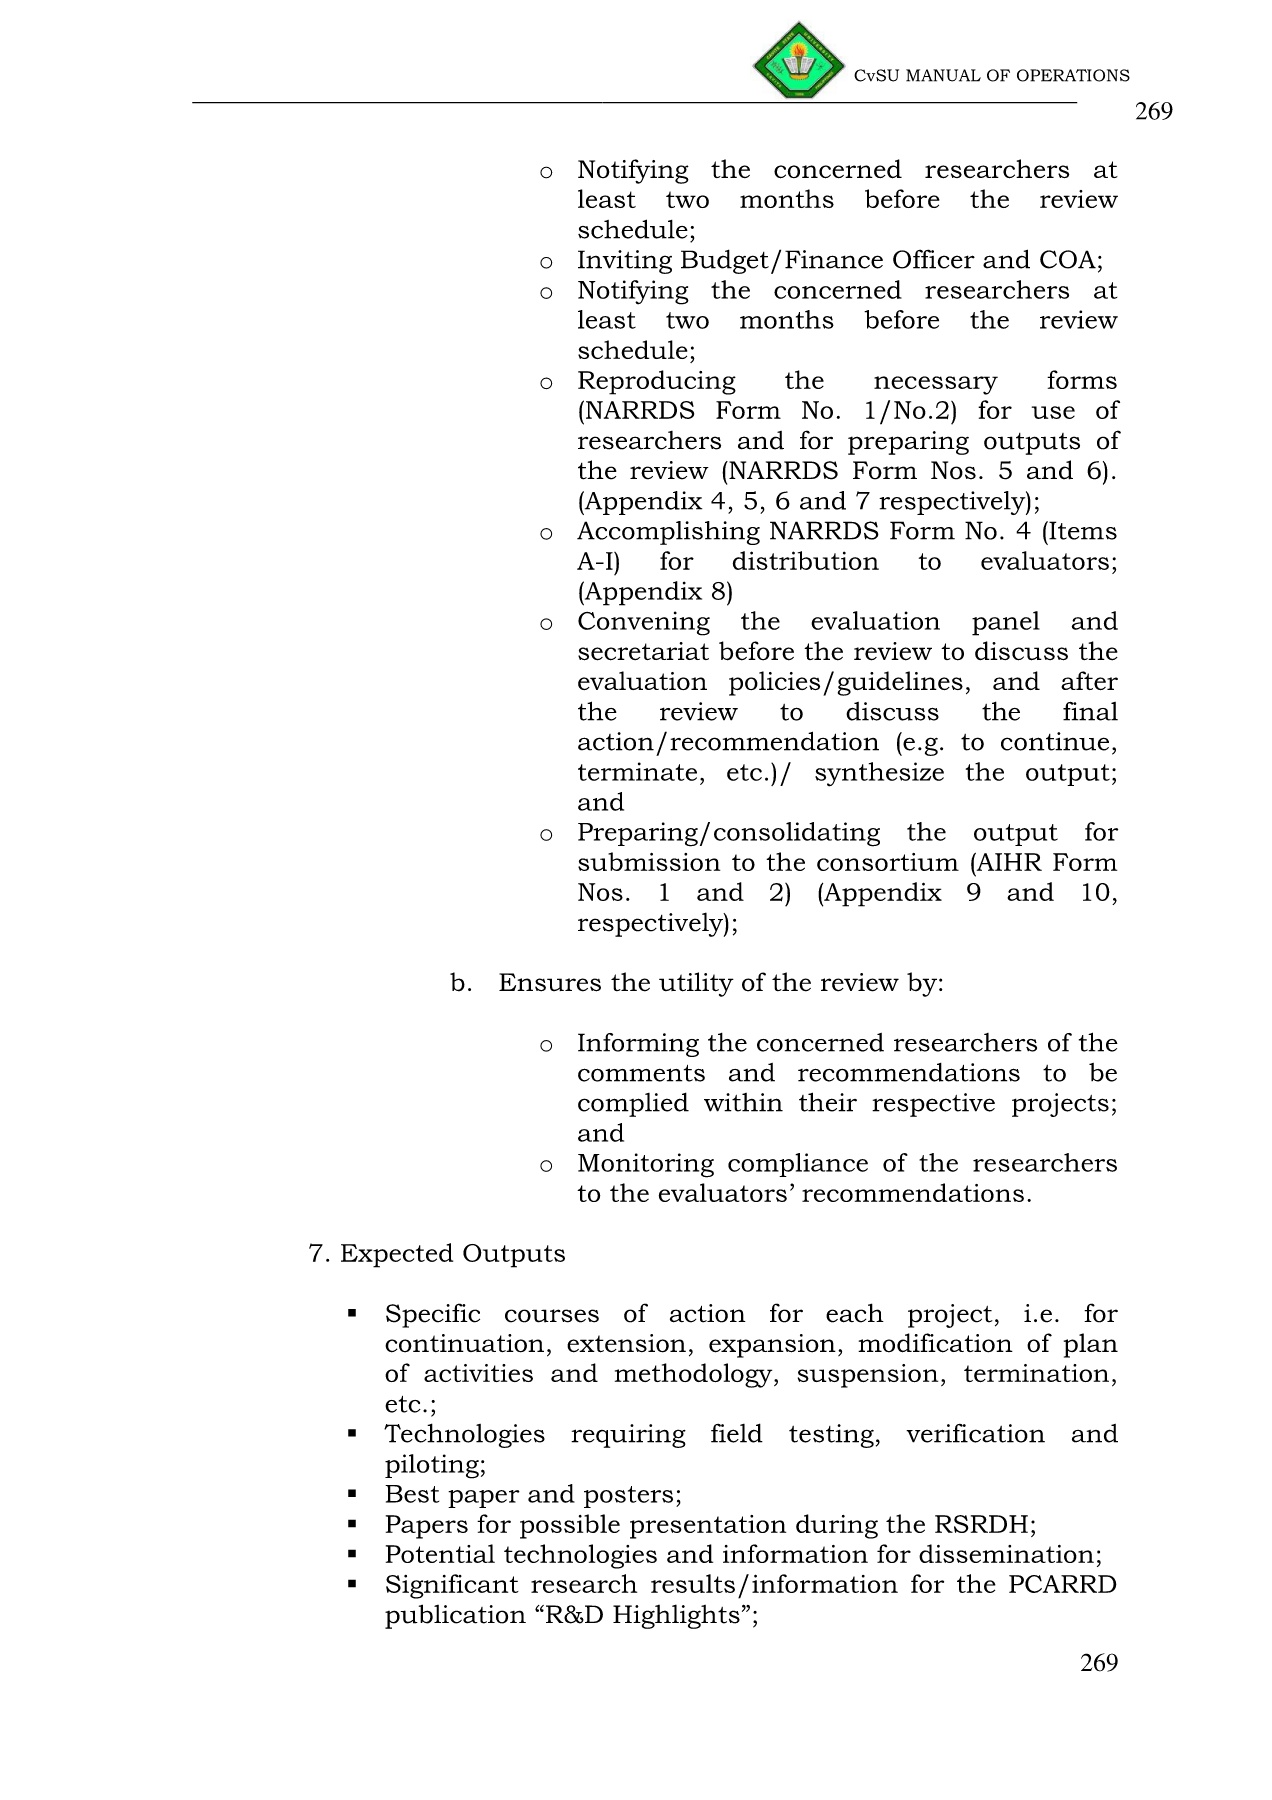 CvSU MANUAL OF OPERATIONS
269
o Notifying the concerned researchers at
least two months before the review
schedule;
o Inviting Budget/Finance Officer and COA;
o Notifying the concerned researchers at
least two months before the review
schedule;
o Reproducing the necessary forms
(NARRDS Form No. 1/No.2) for use of
researchers and for preparing outputs of
the review (NARRDS Form Nos. 5 and 6).
(Appendix 4, 5, 6 and 7 respectively);
o Accomplishing NARRDS Form No. 4 (Items
A-I) for distribution to evaluators;
(Appendix 8)
o Convening the evaluation panel and
secretariat before the review to discuss the
evaluation policies/guidelines, and after
the review to discuss the final
action/recommendation (e.g. to continue,
terminate, etc.)/ synthesize the output;
and
o Preparing/consolidating the output for
submission to the consortium (AIHR Form
Nos. 1 and 2) (Appendix 9 and 10,
respectively);
b. Ensures the utility of the review by:
o Informing the concerned researchers of the
comments and recommendations to be
complied within their respective projects;
and
o Monitoring compliance of the researchers
to the evaluators’ recommendations.
7. Expected Outputs
▪ Specific courses of action for each project, i.e. for
continuation, extension, expansion, modification of plan
of activities and methodology, suspension, termination,
etc.;
▪ Technologies requiring field testing, verification and
piloting;
▪ Best paper and posters;
▪ Papers for possible presentation during the RSRDH;
▪ Potential technologies and information for dissemination;
▪ Significant research results/information for the PCARRD
publication “R&D Highlights”;
269